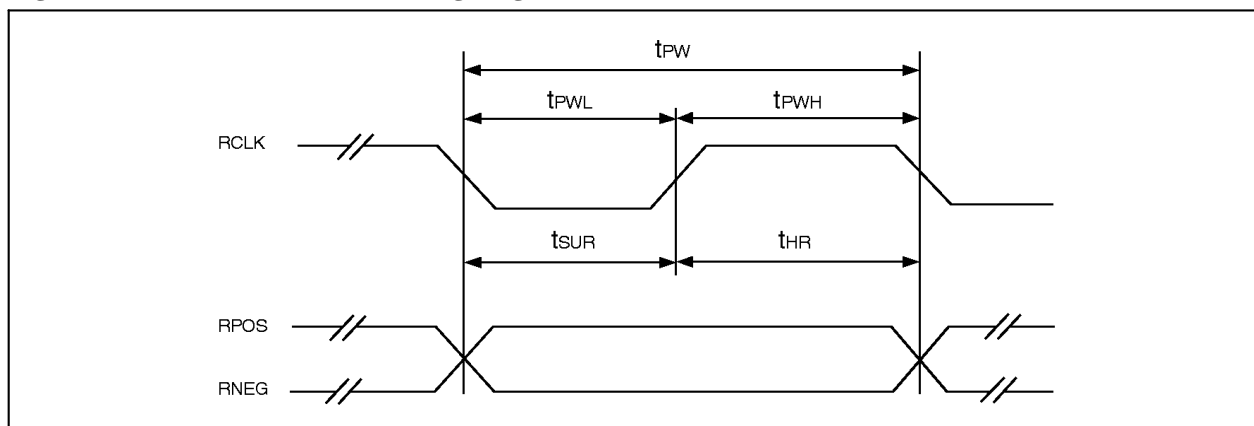 tPW
tPWL tPWH
RCLK
tSUR tHR
RPOS
RNEG